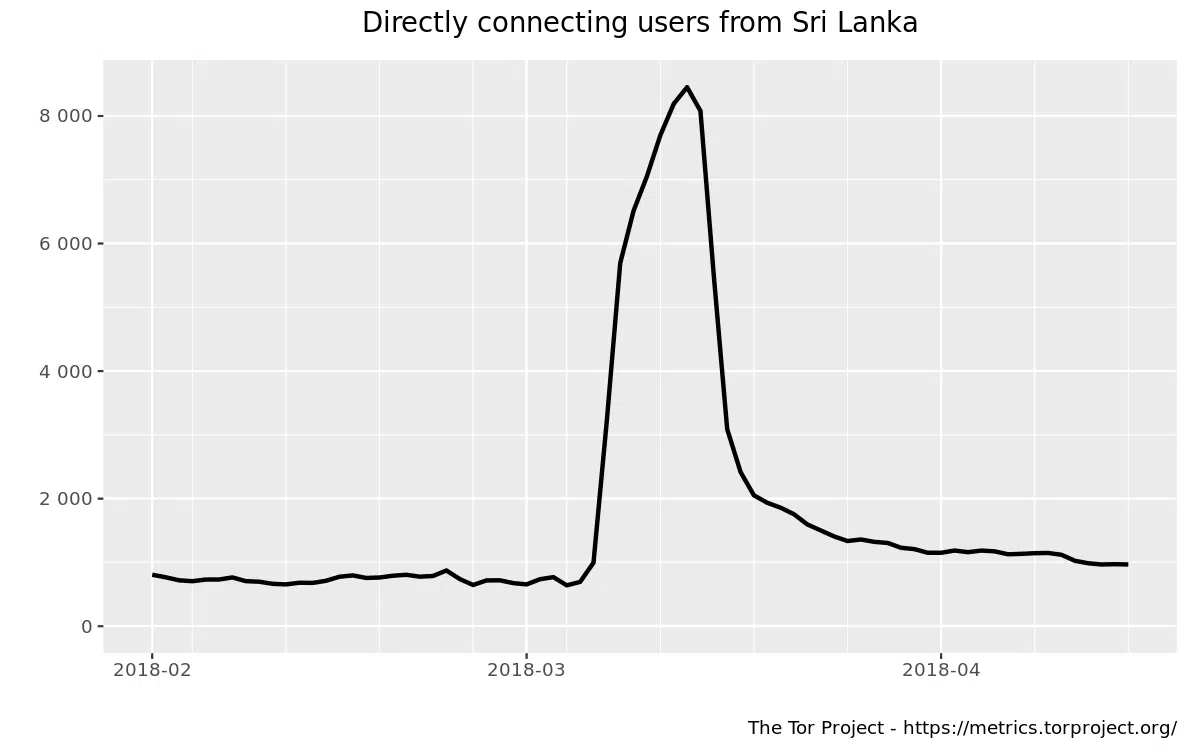 Directly connecting users from Sri Lanka
8 000
6 000
4 000
2 000
0
2018-02 2018-03 2018-04
The Tor Project - https://metrics.torproject.org/